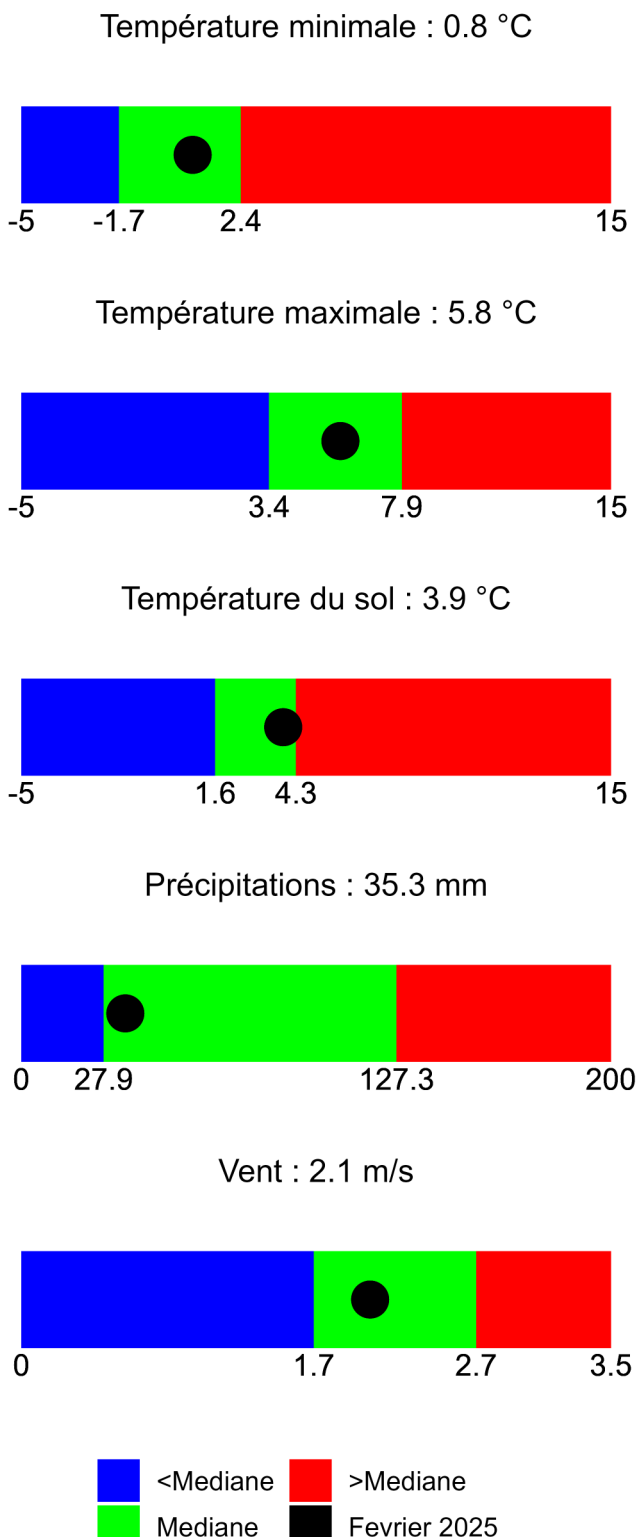 Température minimale : 0.8 °C
-5 -1.7 2.4 15
Température maximale : 5.8 °C
-5 3.4 7.9 15
Température du sol : 3.9 °C
-5 1.6 4.3 15
Précipitations : 35.3 mm
0 27.9 127.3 200
Vent : 2.1 m/s
0 1.7 2.7 3.5
<Mediane >Mediane
Mediane Fevrier 2025